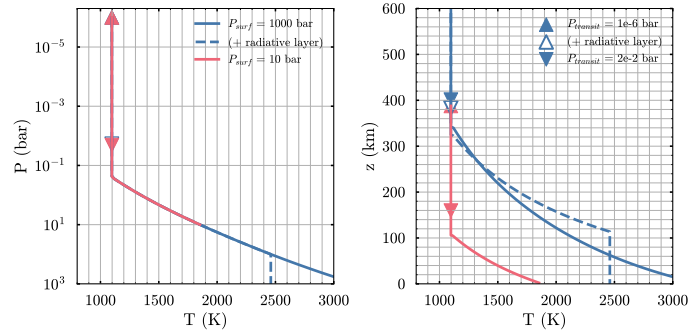 P_surf = 1000 bar
(+ radiative layer)
P_surf = 10 bar
10^−5
10^−3
10^−1
10^1
10^3
P (bar)
1000 1500 2000 2500 3000
T (K)
P_transit = 1e-6 bar
(+ radiative layer)
P_transit = 2e-2 bar
600
500
400
300
200
100
0
z (km)
1000 1500 2000 2500 3000
T (K)